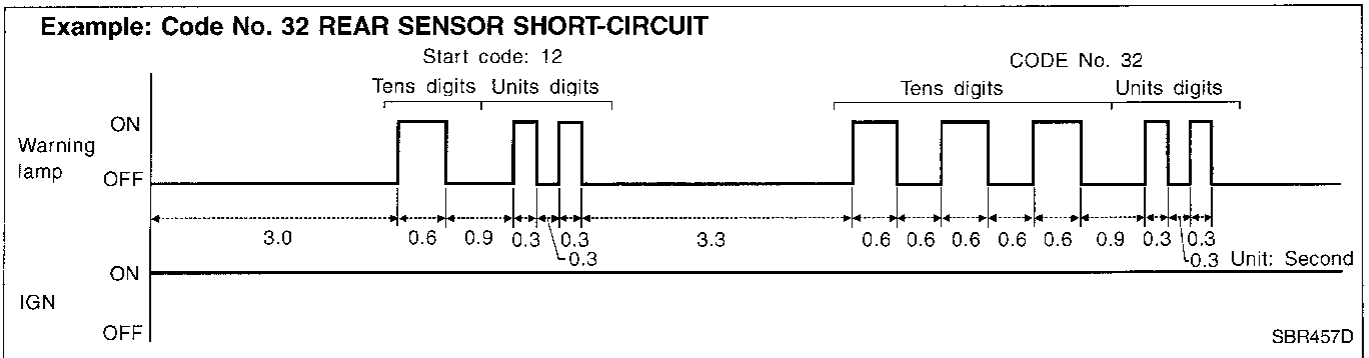 Example: Code No. 32 REAR SENSOR SHORT-CIRCUIT
Start code: 12
CODE No. 32
Tens digits Units digits
Tens digits Units digits
ON
Warning lamp
OFF
3.0 0.6 0.9 0.3 0.3 3.3 0.6 0.6 0.6 0.6 0.6 0.9 0.3 0.3
0.3 0.3 Unit: Second
ON
IGN
OFF
SBR457D